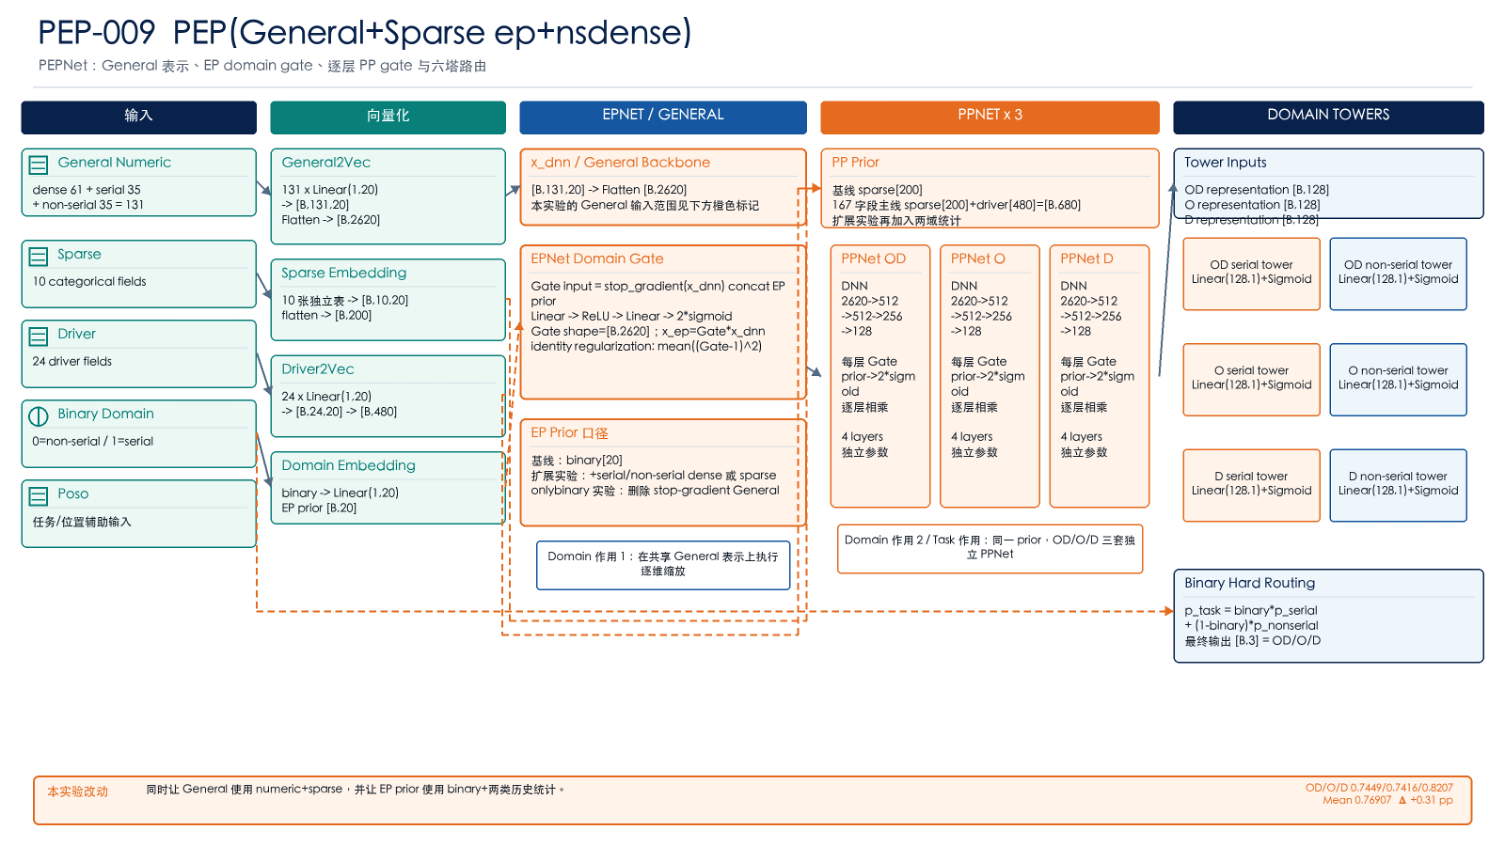 PEP-009  PEP(General+Sparse ep+nsdense)
PEPNet：General 表示、EP domain gate、逐层 PP gate 与六塔路由
输入
向量化
EPNET / GENERAL
PPNET x 3
DOMAIN TOWERS
General Numeric
dense 61 + serial 35
+ non-serial 35 = 131
Sparse
10 categorical fields
Driver
24 driver fields
Binary Domain
0=non-serial / 1=serial
Poso
任务/位置辅助输入
General2Vec
131 x Linear(1,20)
-> [B,131,20]
Flatten -> [B,2620]
Sparse Embedding
10 张独立表 -> [B,10,20]
flatten -> [B,200]
Driver2Vec
24 x Linear(1,20)
-> [B,24,20] -> [B,480]
Domain Embedding
binary -> Linear(1,20)
EP prior [B,20]
x_dnn / General Backbone
[B,131,20] -> Flatten [B,2620]
本实验的 General 输入范围见下方橙色标记
EPNet Domain Gate
Gate input = stop_gradient(x_dnn) concat EP
prior
Linear -> ReLU -> Linear -> 2*sigmoid
Gate shape=[B,2620]；x_ep=Gate*x_dnn
identity regularization: mean((Gate-1)^2)
EP Prior 口径
基线：binary[20]
扩展实验：+serial/non-serial dense 或 sparse
onlybinary 实验：删除 stop-gradient General
Domain 作用 1：在共享 General 表示上执行
逐维缩放
PP Prior
基线 sparse[200]
167 字段主线 sparse[200]+driver[480]=[B,680]
扩展实验再加入两域统计
PPNet OD
DNN
2620->512
->512->256
->128
每层 Gate
prior->2*sigm
oid
逐层相乘
4 layers
独立参数
PPNet O
DNN
2620->512
->512->256
->128
每层 Gate
prior->2*sigm
oid
逐层相乘
4 layers
独立参数
PPNet D
DNN
2620->512
->512->256
->128
每层 Gate
prior->2*sigm
oid
逐层相乘
4 layers
独立参数
Domain 作用 2 / Task 作用：同一 prior，OD/O/D 三套独
立 PPNet
Tower Inputs
OD representation [B,128]
O representation [B,128]
D representation [B,128]
OD serial tower
Linear(128,1)+Sigmoid
OD non-serial tower
Linear(128,1)+Sigmoid
O serial tower
Linear(128,1)+Sigmoid
O non-serial tower
Linear(128,1)+Sigmoid
D serial tower
Linear(128,1)+Sigmoid
D non-serial tower
Linear(128,1)+Sigmoid
Binary Hard Routing
p_task = binary*p_serial
+ (1-binary)*p_nonserial
最终输出 [B,3] = OD/O/D
本实验改动
同时让 General 使用 numeric+sparse，并让 EP prior 使用 binary+两类历史统计。
OD/O/D 0.7449/0.7416/0.8207
Mean 0.76907  Δ +0.31 pp